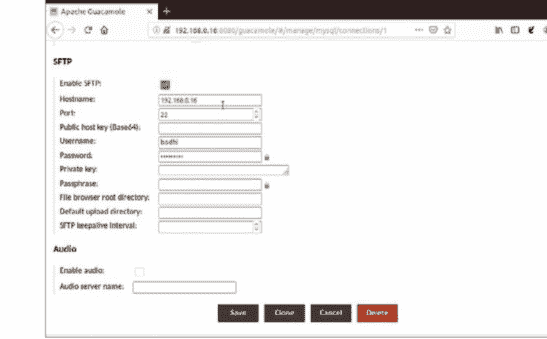 Apache Guacamole
192.168.0.16:8080/guacamole/#/manage/mysql/connections/1
SFTP
Enable SFTP:
Hostname: 192.168.0.16
Port: 22
Public host key (Base64):
Username: bodhi
Password:
Private key:
Passphrase:
File browser root directory:
Default upload directory:
SFTP keepalive interval:
Audio
Enable audio:
Audio server name:
Save Clone Cancel Delete